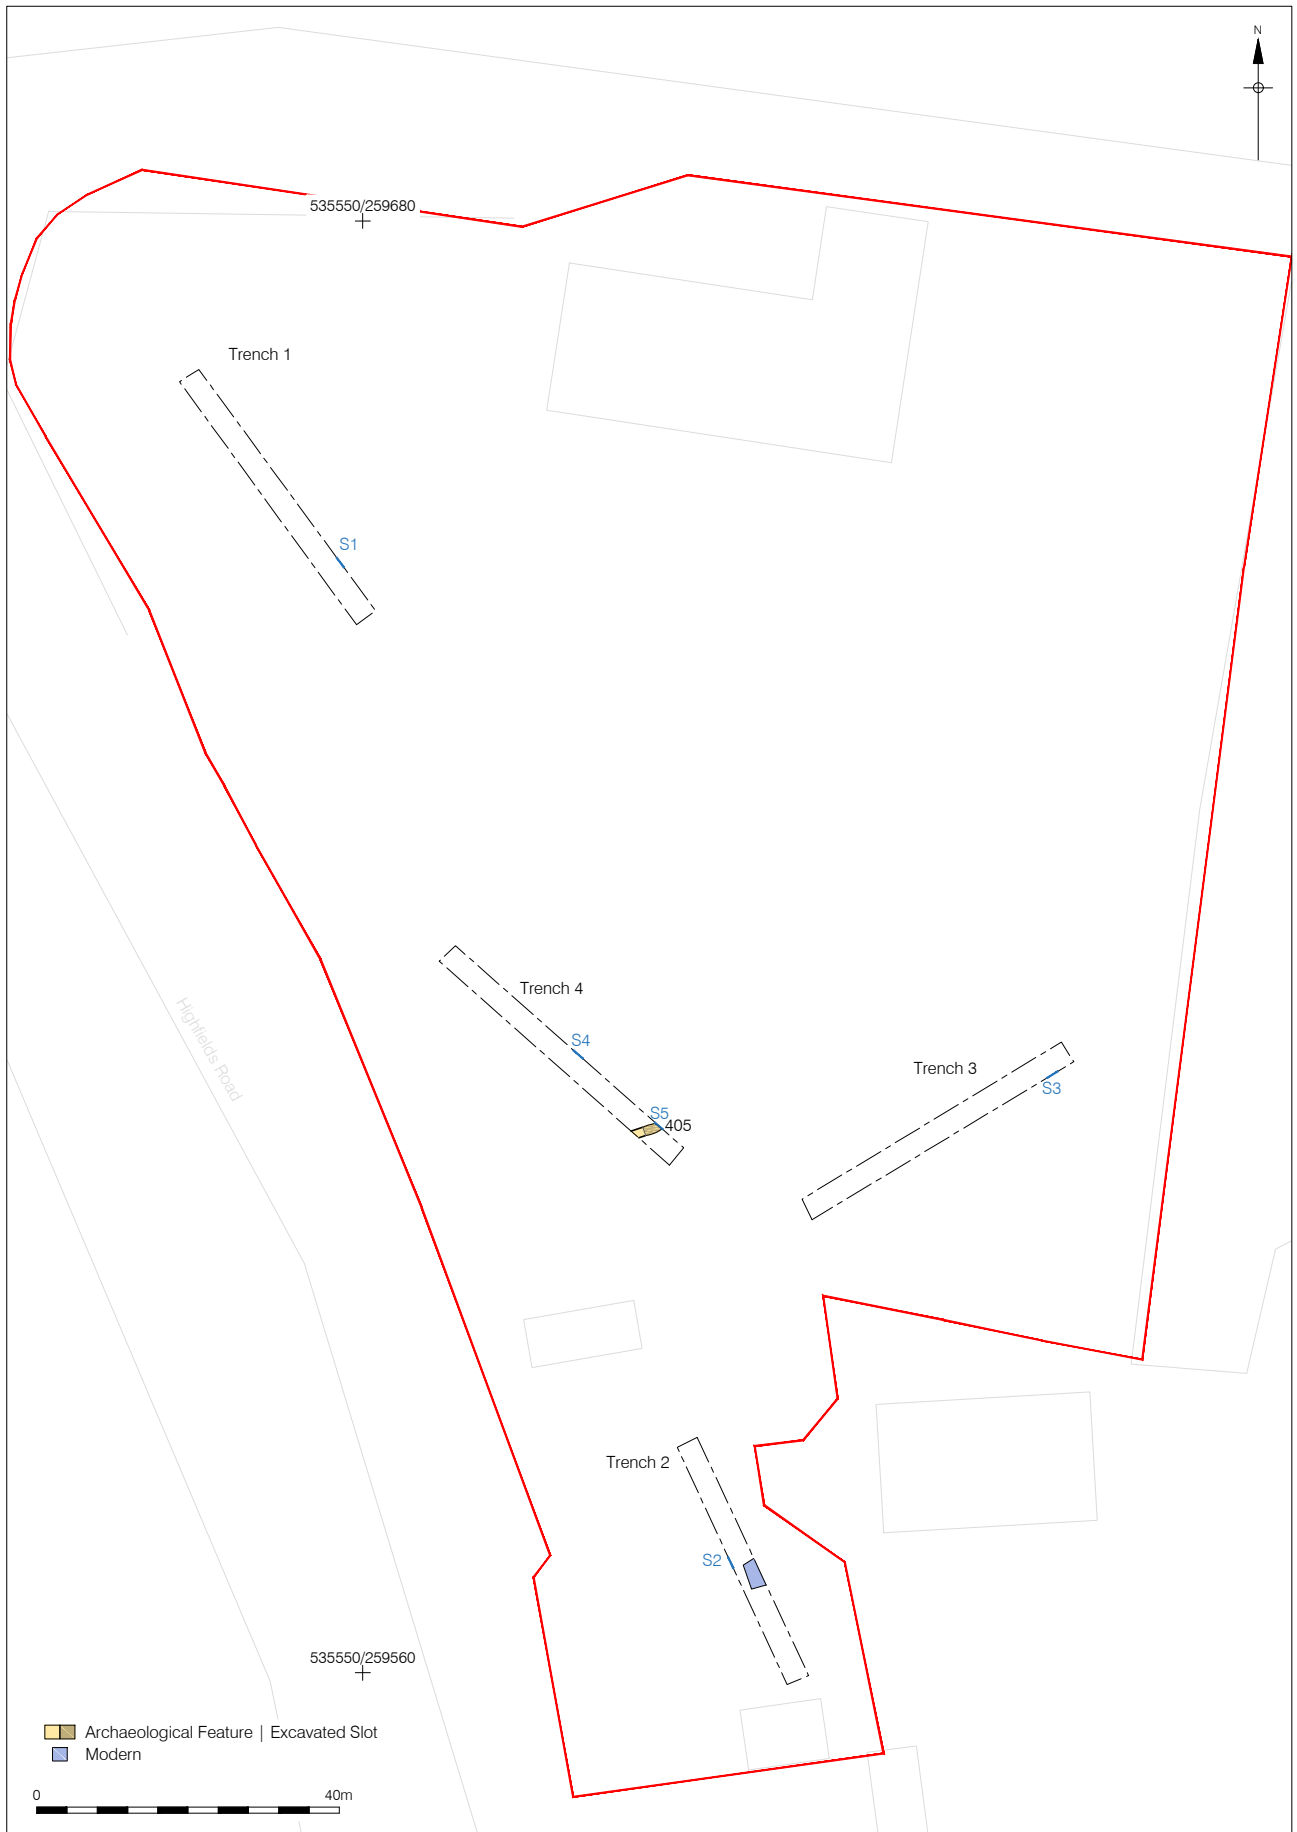 N
535550/259680
Trench 1
S1
Highfields Road
Trench 4
S4
S5
405
Trench 3
S3
Trench 2
S2
535550/259560
Archaeological Feature | Excavated Slot
Modern
0 40m